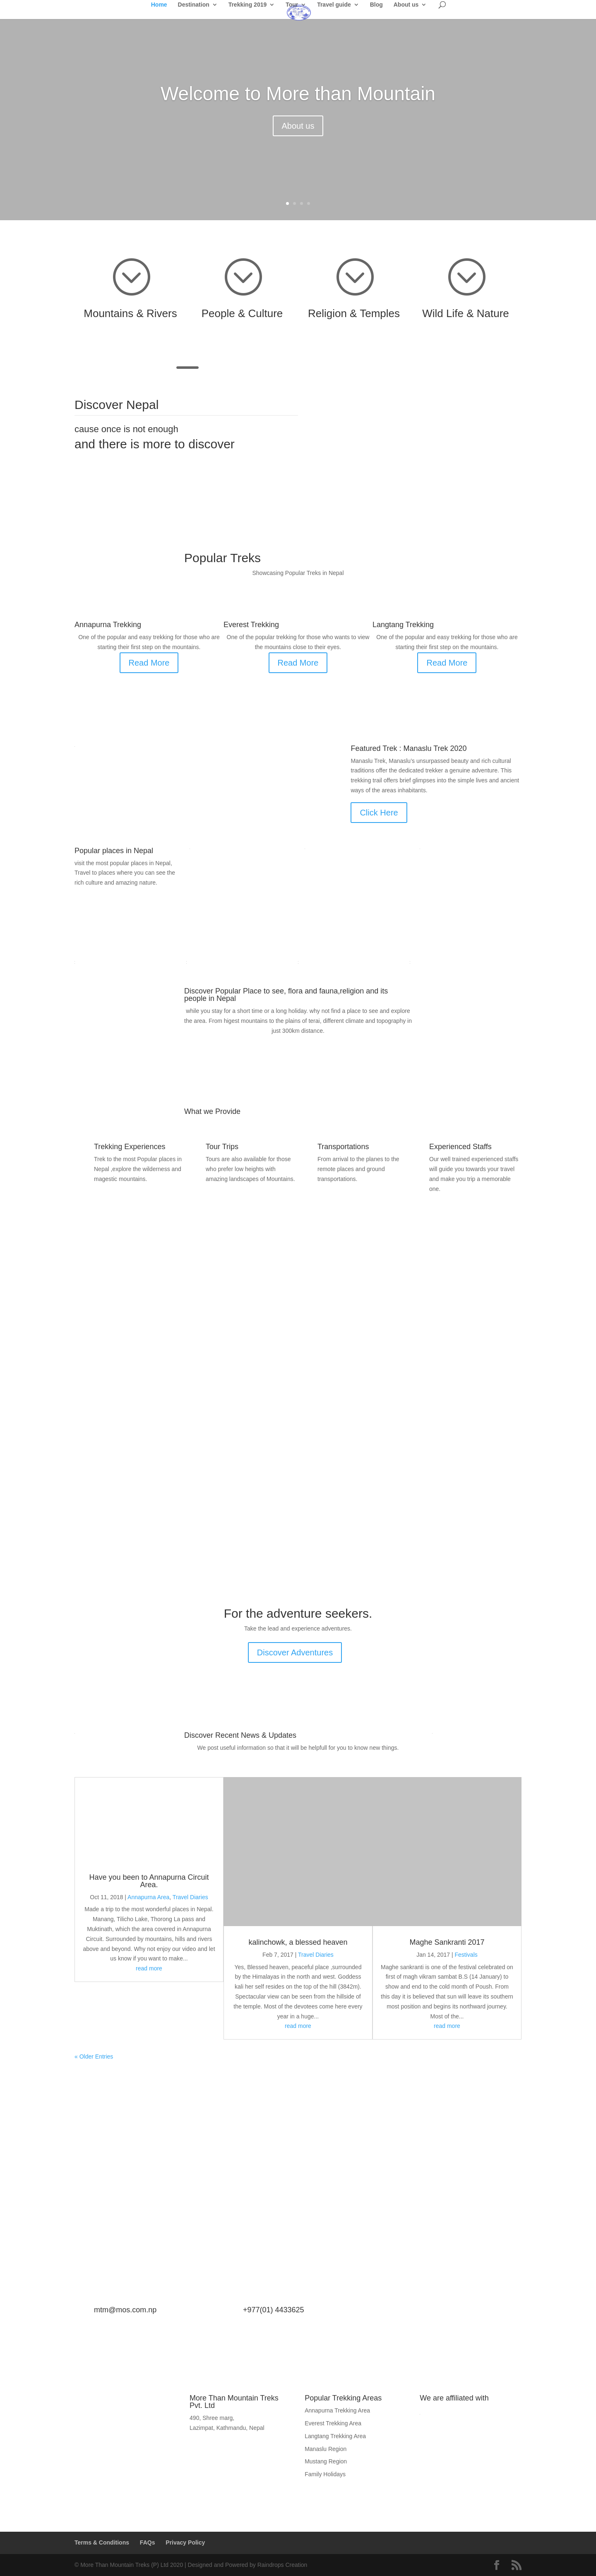 Home Destination Trekking 2019 Tour Travel guide Blog About us
Welcome to More than Mountain
About us
Mountains & Rivers
People & Culture
Religion & Temples
Wild Life & Nature
Discover Nepal
cause once is not enough
and there is more to discover
Popular Treks
Showcasing Popular Treks in Nepal
Annapurna Trekking
One of the popular and easy trekking for those who are
starting their first step on the mountains.
Read More
Everest Trekking
One of the popular trekking for those who wants to view
the mountains close to their eyes.
Read More
Langtang Trekking
One of the popular and easy trekking for those who are
starting their first step on the mountains.
Read More
Featured Trek : Manaslu Trek 2020
Manaslu Trek, Manaslu's unsurpassed beauty and rich cultural
traditions offer the dedicated trekker a genuine adventure. This
trekking trail offers brief glimpses into the simple lives and ancient
ways of the areas inhabitants.
Click Here
Popular places in Nepal
visit the most popular places in Nepal,
Travel to places where you can see the
rich culture and amazing nature.
Discover Popular Place to see, flora and fauna,religion and its
people in Nepal
while you stay for a short time or a long holiday. why not find a place to see and explore
the area. From higest mountains to the plains of terai, different climate and topography in
just 300km distance.
What we Provide
Trekking Experiences
Trek to the most Popular places in
Nepal ,explore the wilderness and
magestic mountains.
Tour Trips
Tours are also available for those
who prefer low heights with
amazing landscapes of Mountains.
Transportations
From arrival to the planes to the
remote places and ground
transportations.
Experienced Staffs
Our well trained experienced staffs
will guide you towards your travel
and make you trip a memorable
one.
For the adventure seekers.
Take the lead and experience adventures.
Discover Adventures
Discover Recent News & Updates
We post useful information so that it will be helpfull for you to know new things.
Have you been to Annapurna Circuit
Area.
Oct 11, 2018 | Annapurna Area, Travel Diaries
Made a trip to the most wonderful places in Nepal.
Manang, Tilicho Lake, Thorong La pass and
Muktinath, which the area covered in Annapurna
Circuit. Surrounded by mountains, hills and rivers
above and beyond. Why not enjoy our video and let
us know if you want to make...
read more
kalinchowk, a blessed heaven
Feb 7, 2017 | Travel Diaries
Yes, Blessed heaven, peaceful place ,surrounded
by the Himalayas in the north and west. Goddess
kali her self resides on the top of the hill (3842m).
Spectacular view can be seen from the hillside of
the temple. Most of the devotees come here every
year in a huge...
read more
Maghe Sankranti 2017
Jan 14, 2017 | Festivals
Maghe sankranti is one of the festival celebrated on
first of magh vikram sambat B.S (14 January) to
show and end to the cold month of Poush. From
this day it is believed that sun will leave its southern
most position and begins its northward journey.
Most of the...
read more
« Older Entries
mtm@mos.com.np
+977(01) 4433625
More Than Mountain Treks
Pvt. Ltd
490, Shree marg,
Lazimpat, Kathmandu, Nepal
Popular Trekking Areas
Annapurna Trekking Area
Everest Trekking Area
Langtang Trekking Area
Manaslu Region
Mustang Region
Family Holidays
We are affiliated with
Terms & Conditions FAQs Privacy Policy
© More Than Mountain Treks (P) Ltd 2020 | Designed and Powered by Raindrops Creation